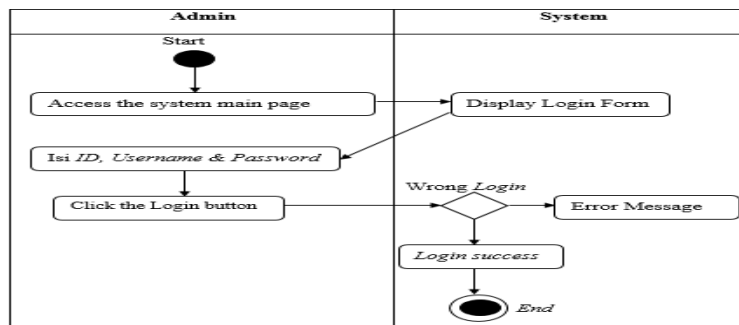 Admin
System
Start
Access the system main page
Display Login Form
Isi ID, Username & Password
Click the Login button
Wrong Login
Error Message
Login success
End